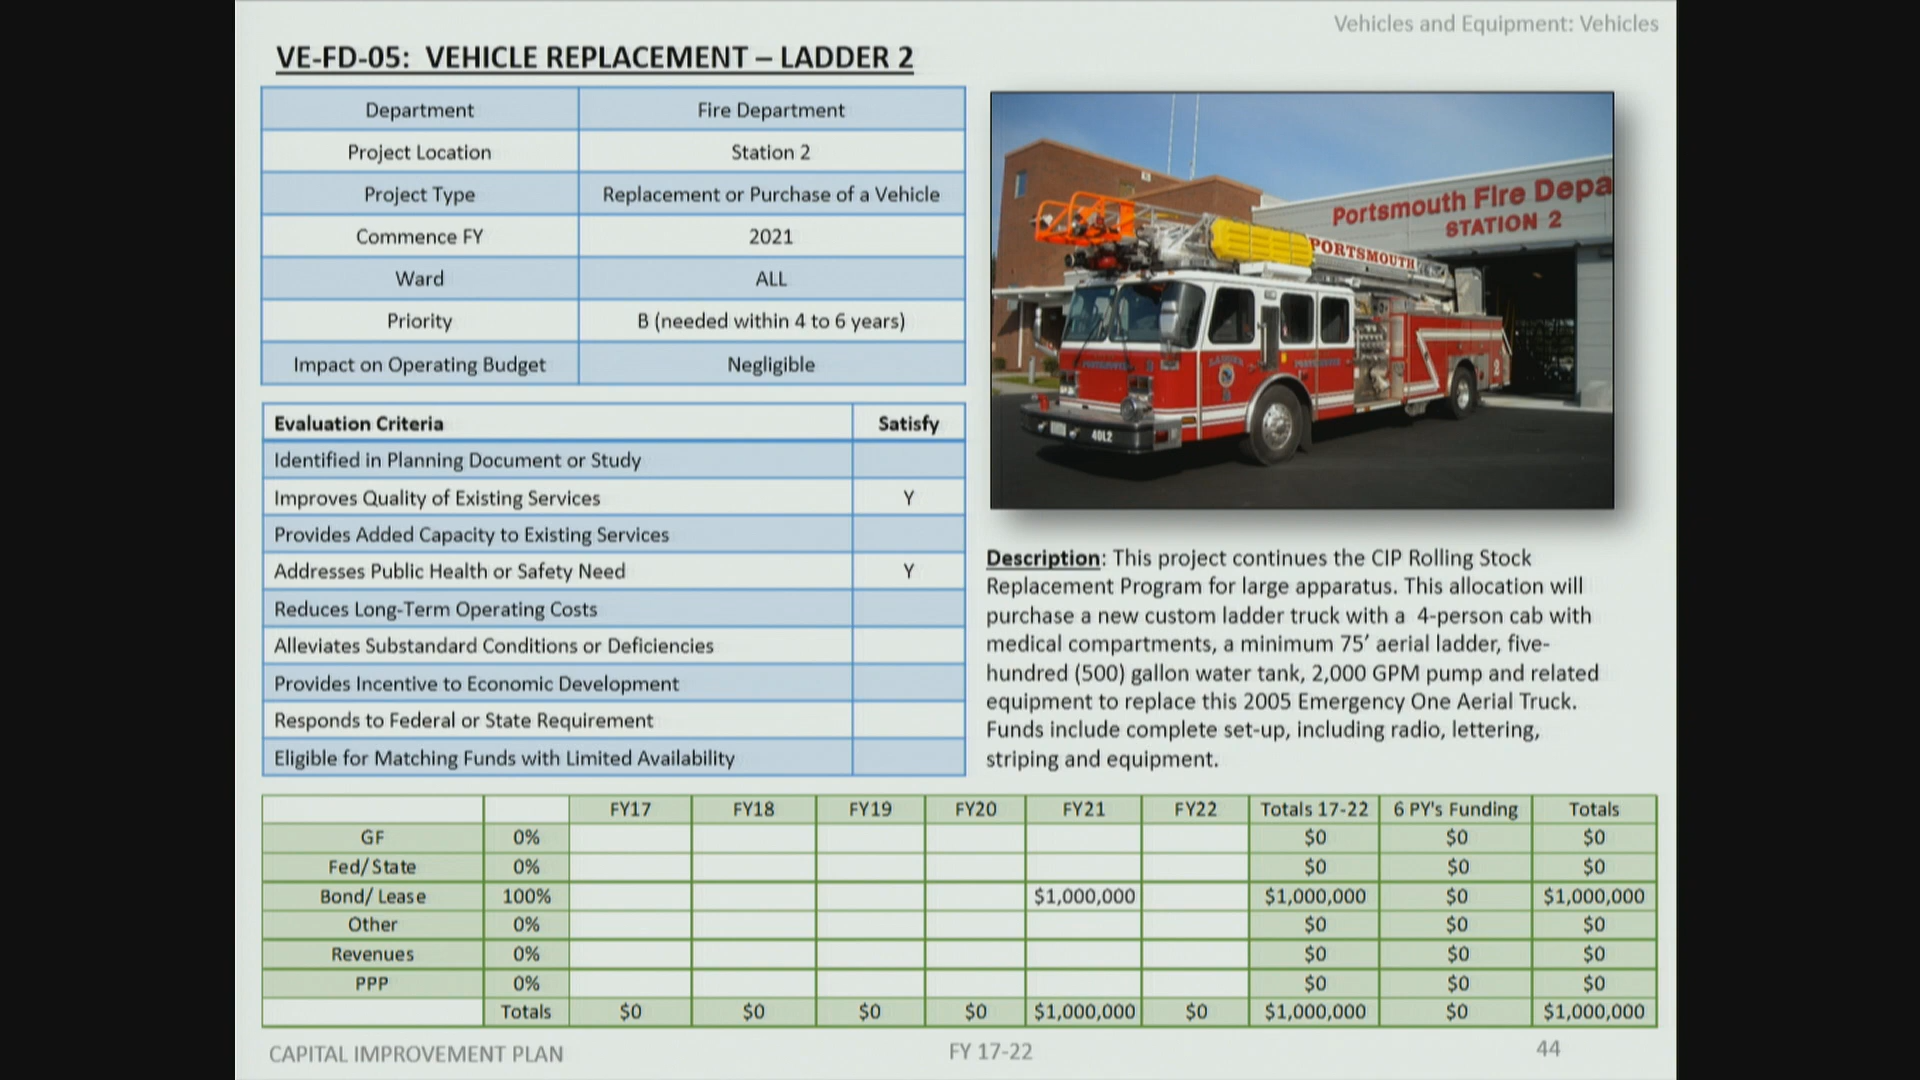 Vehicles and Equipment: Vehicles
VE-FD-05: VEHICLE REPLACEMENT – LADDER 2
Department Fire Department
Project Location Station 2
Project Type Replacement or Purchase of a Vehicle
Commence FY 2021
Ward ALL
Priority B (needed within 4 to 6 years)
Impact on Operating Budget Negligible
Evaluation Criteria Satisfy
Identified in Planning Document or Study
Improves Quality of Existing Services Y
Provides Added Capacity to Existing Services
Addresses Public Health or Safety Need Y
Reduces Long-Term Operating Costs
Alleviates Substandard Conditions or Deficiencies
Provides Incentive to Economic Development
Responds to Federal or State Requirement
Eligible for Matching Funds with Limited Availability
Portsmouth Fire Depa
STATION 2
PORTSMOUTH
40L2
Description: This project continues the CIP Rolling Stock
Replacement Program for large apparatus. This allocation will
purchase a new custom ladder truck with a 4-person cab with
medical compartments, a minimum 75’ aerial ladder, five-
hundred (500) gallon water tank, 2,000 GPM pump and related
equipment to replace this 2005 Emergency One Aerial Truck.
Funds include complete set-up, including radio, lettering,
striping and equipment.
FY17 FY18 FY19 FY20 FY21 FY22 Totals 17-22 6 PY's Funding Totals
GF 0% $0 $0 $0
Fed/ State 0% $0 $0 $0
Bond/ Lease 100% $1,000,000 $1,000,000 $0 $1,000,000
Other 0% $0 $0 $0
Revenues 0% $0 $0 $0
PPP 0% $0 $0 $0
Totals $0 $0 $0 $0 $1,000,000 $0 $1,000,000 $0 $1,000,000
CAPITAL IMPROVEMENT PLAN FY 17-22 44